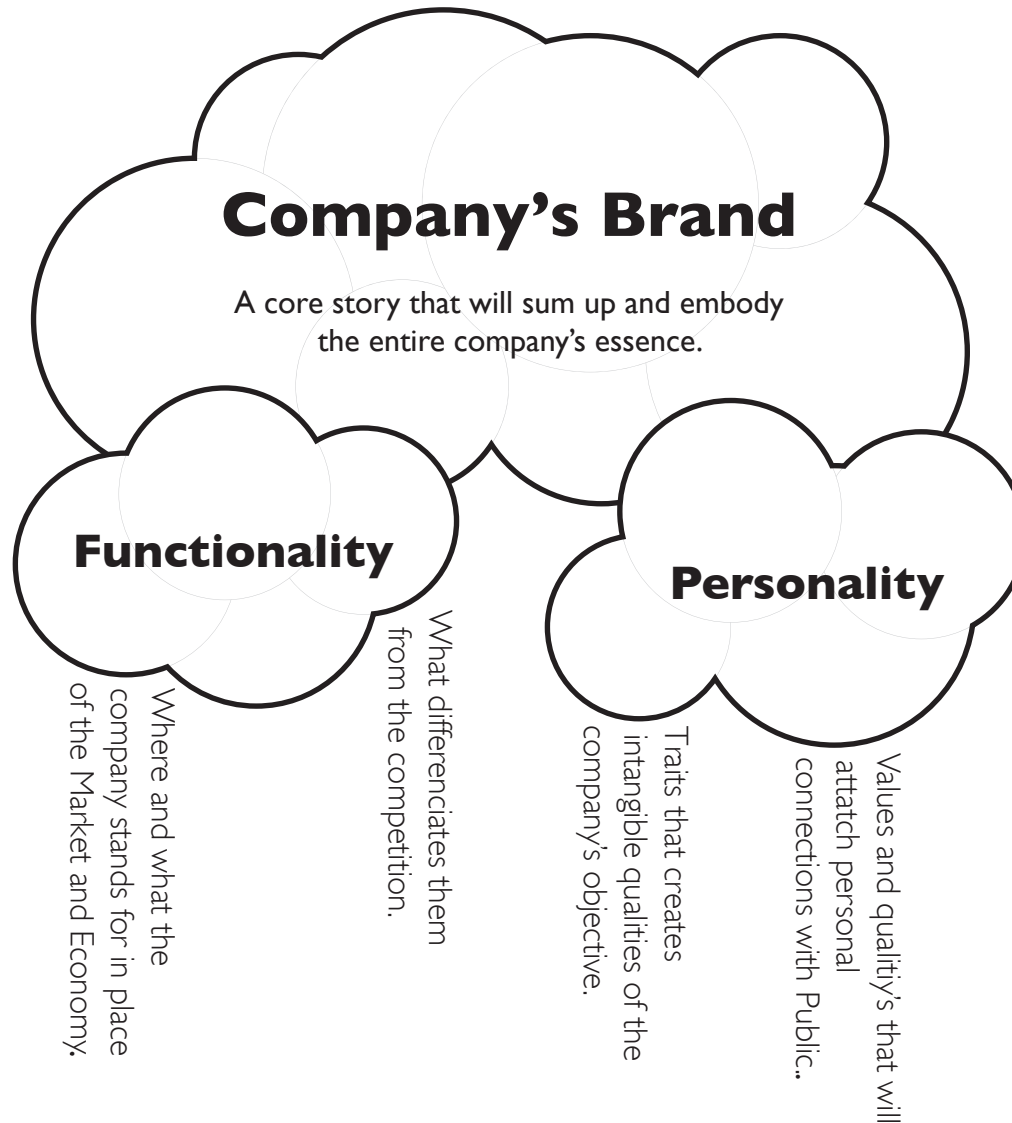 Company’s Brand
A core story that will sum up and embody
the entire company’s essence.
Functionality
Where and what the
company stands for in place
of the Market and Economy.
What differenciates them
from the competition.
Personality
Traits that creates
intangible qualities of the
company’s objective.
Values and qualitiy’s that will
attatch personal
connections with Public..